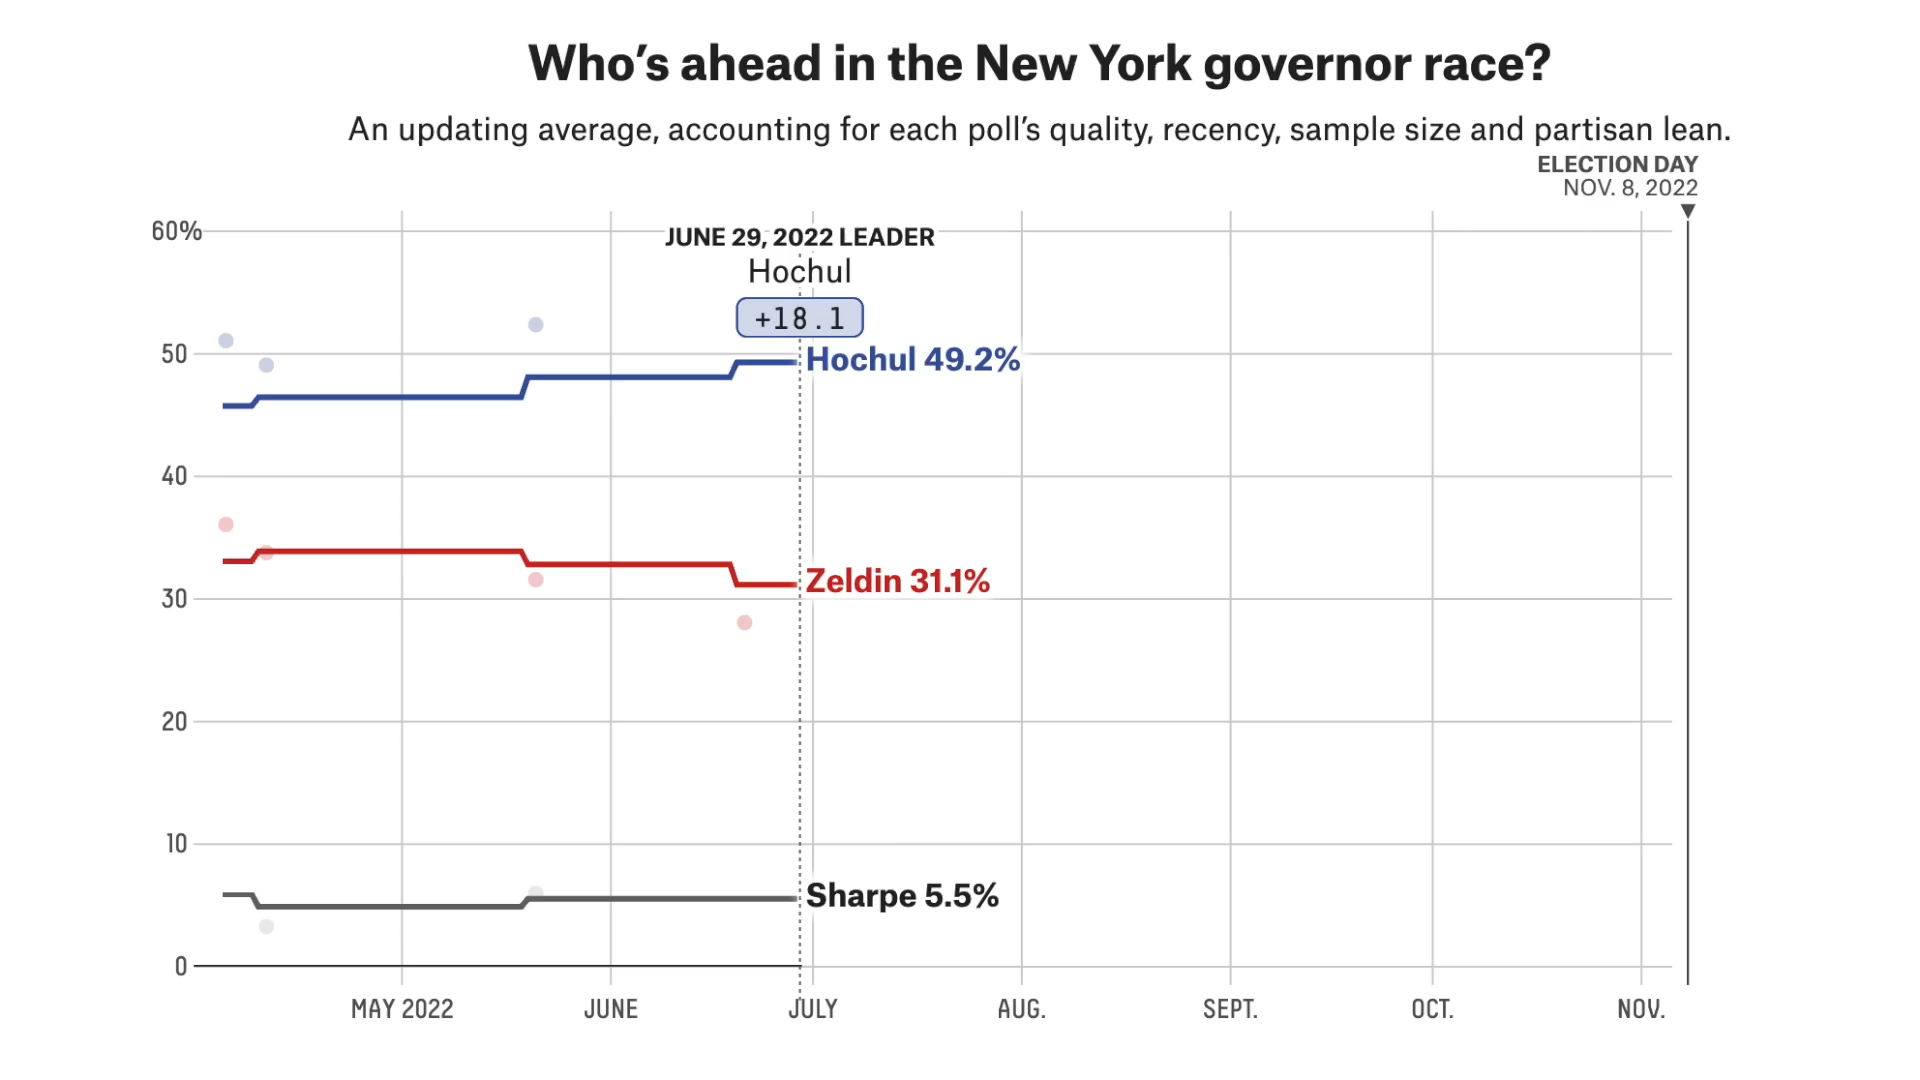 Who’s ahead in the New York governor race?
An updating average, accounting for each poll’s quality, recency, sample size and partisan lean.
ELECTION DAY
NOV. 8, 2022
60%
JUNE 29, 2022 LEADER
Hochul
+18.1
50
Hochul 49.2%
40
Zeldin 31.1%
30
20
10
Sharpe 5.5%
0
MAY 2022 JUNE JULY AUG. SEPT. OCT. NOV.